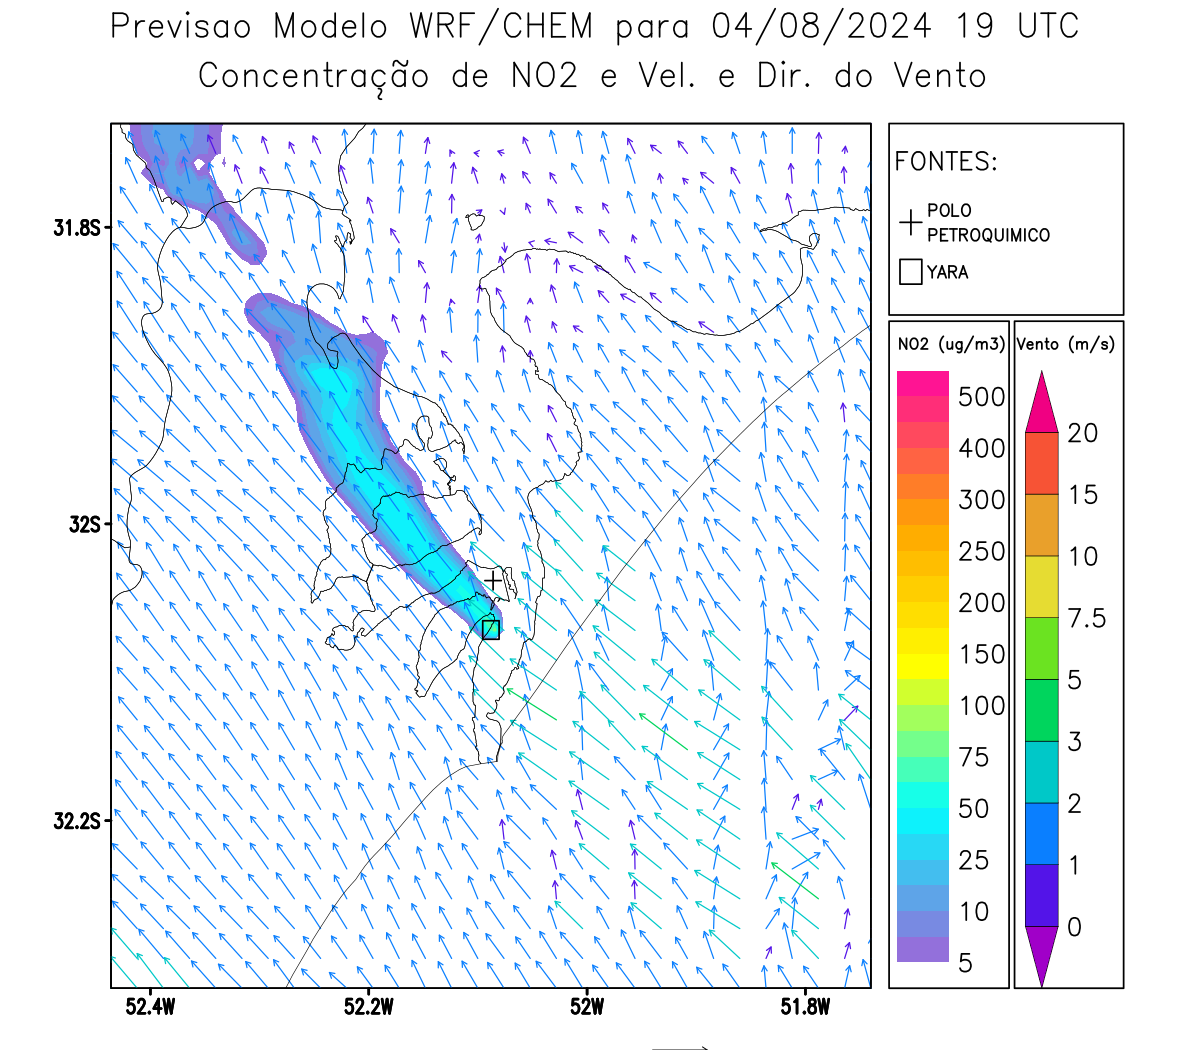 Previsao Modelo WRF/CHEM para 04/08/2024 19 UTC
Concentração de NO2 e Vel. e Dir. do Vento
FONTES:
POLO
PETROQUIMICO
YARA
NO2 (ug/m3)
500
400
300
250
200
150
100
75
50
25
10
5
Vento (m/s)
20
15
10
7.5
5
3
2
1
0
31.8S
32S
32.2S
52.4W
52.2W
52W
51.8W